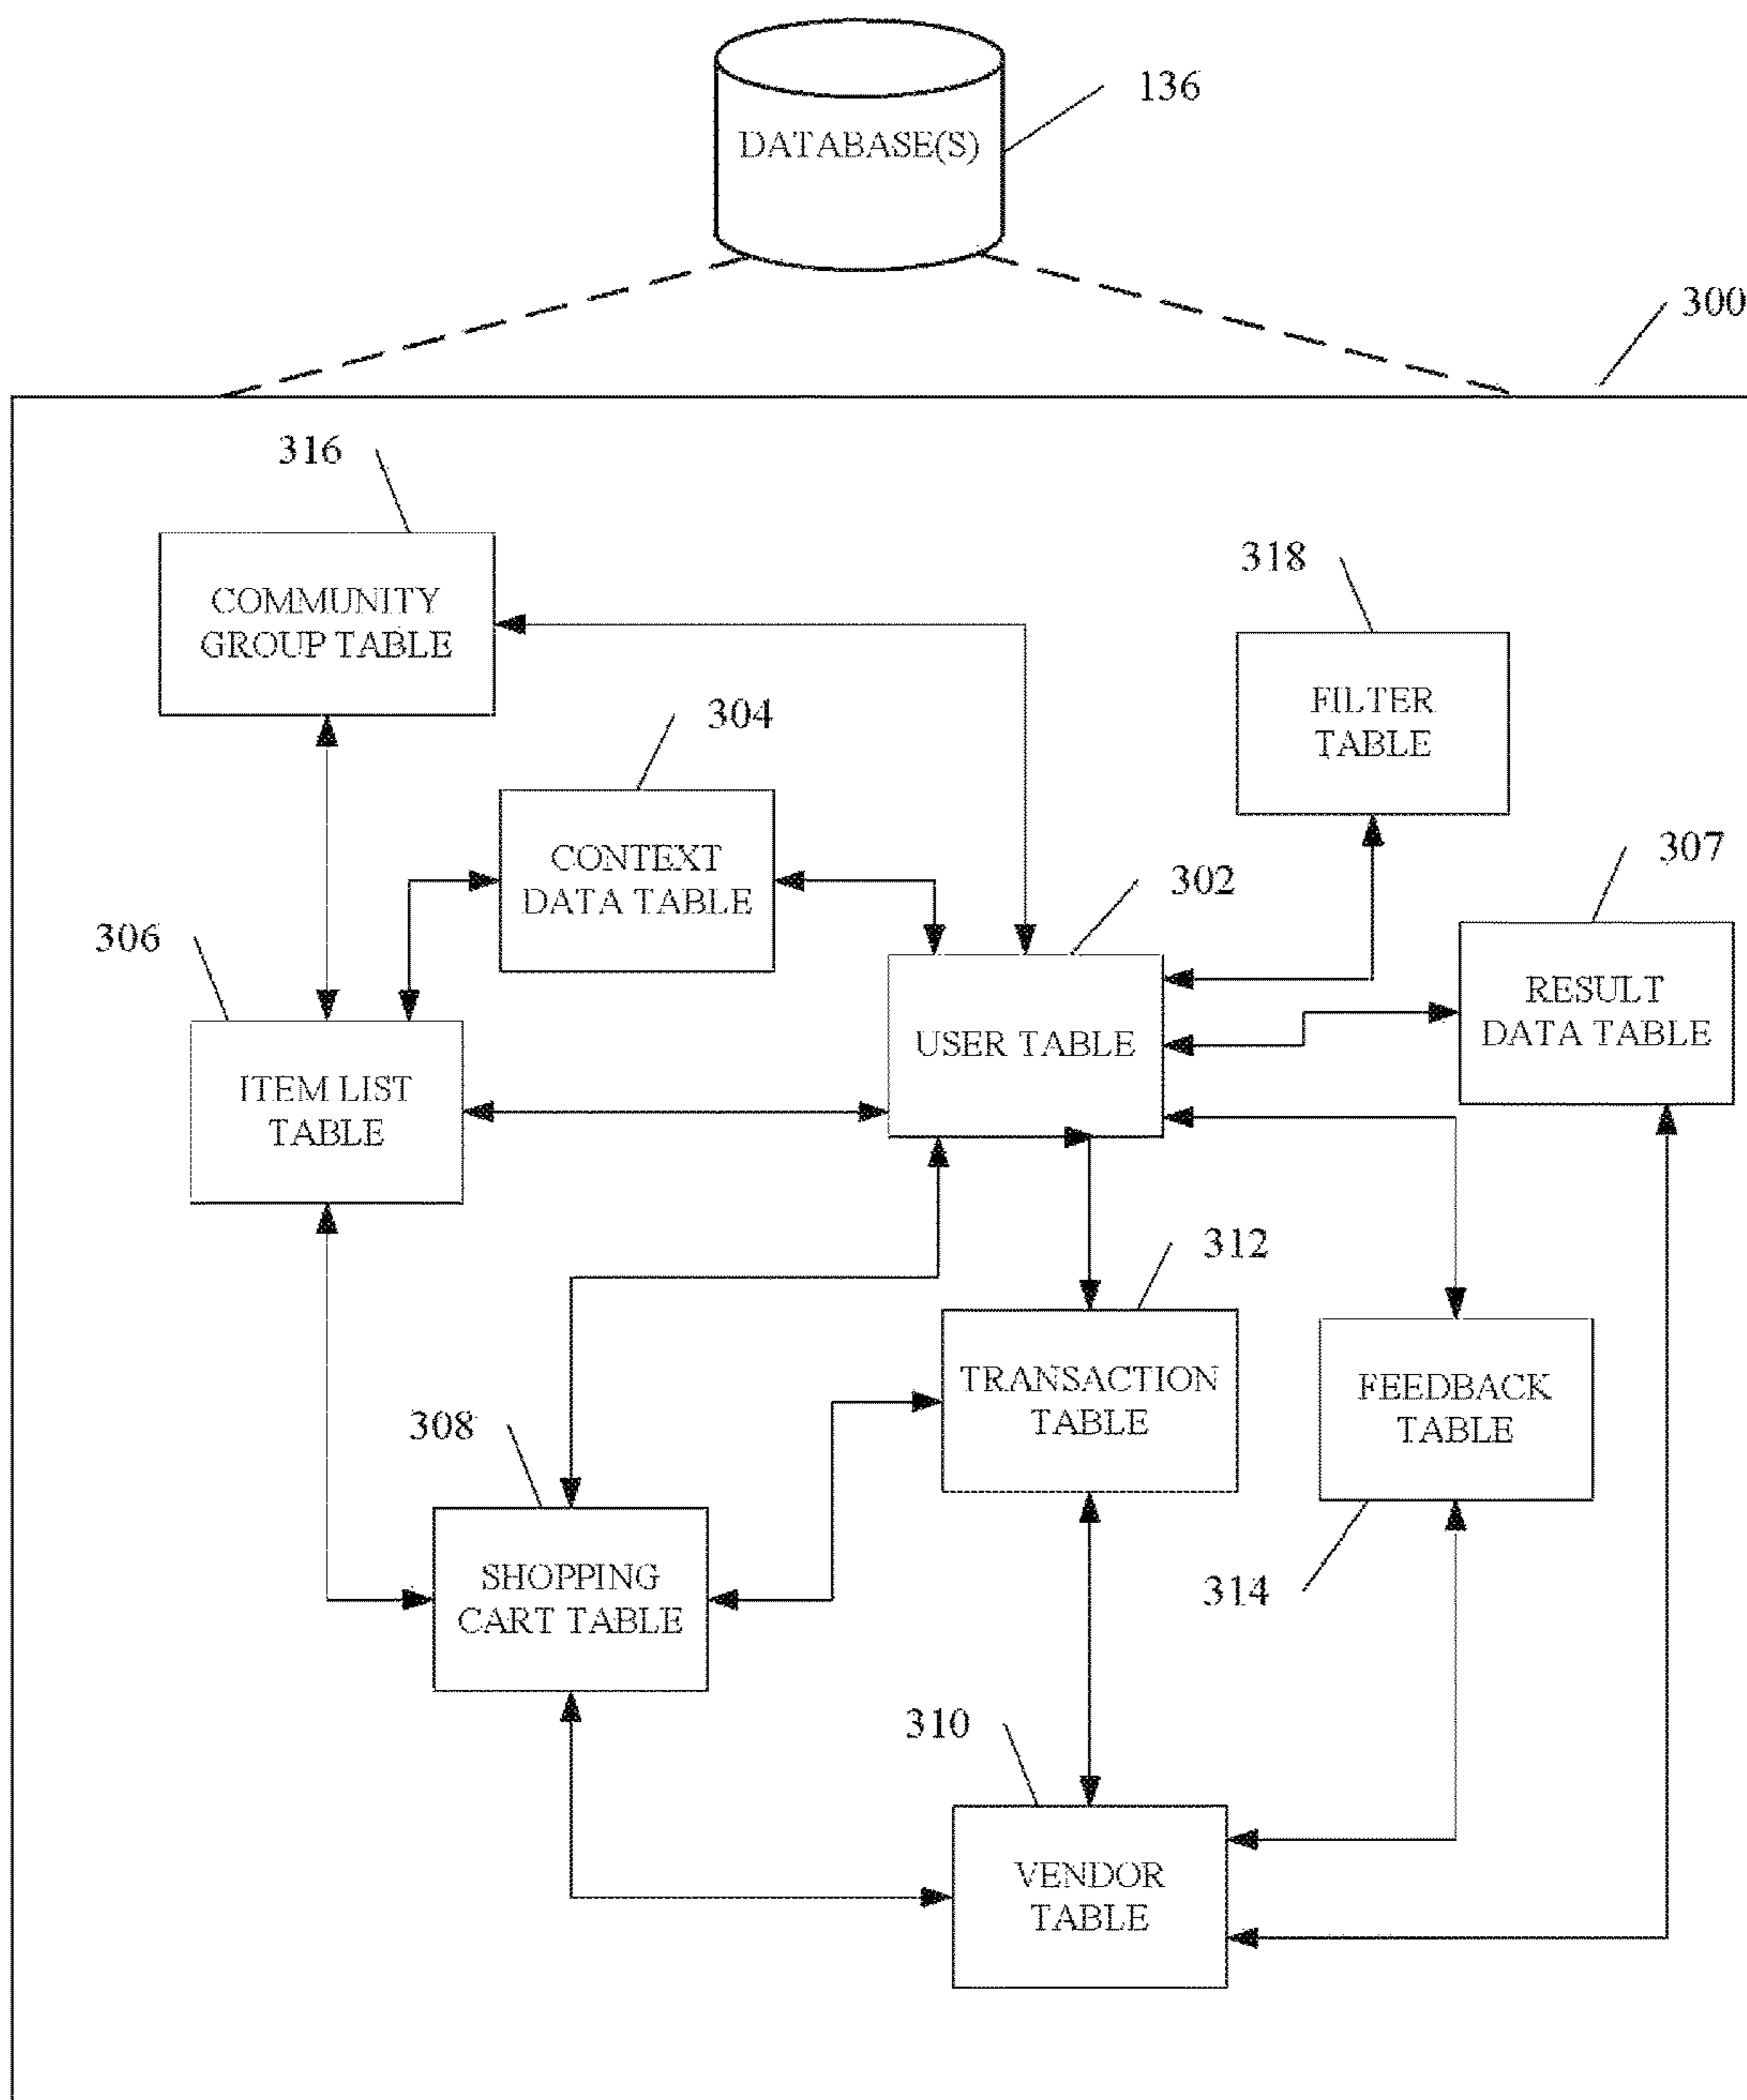 136
DATABASE(S)
300
316
COMMUNITY
GROUP TABLE
318
FILTER
TABLE
304
CONTEXT
DATA TABLE
302
307
306
RESULT
DATA TABLE
USER TABLE
ITEM LIST
TABLE
312
TRANSACTION
TABLE
FEEDBACK
TABLE
308
SHOPPING
CART TABLE
314
310
VENDOR
TABLE